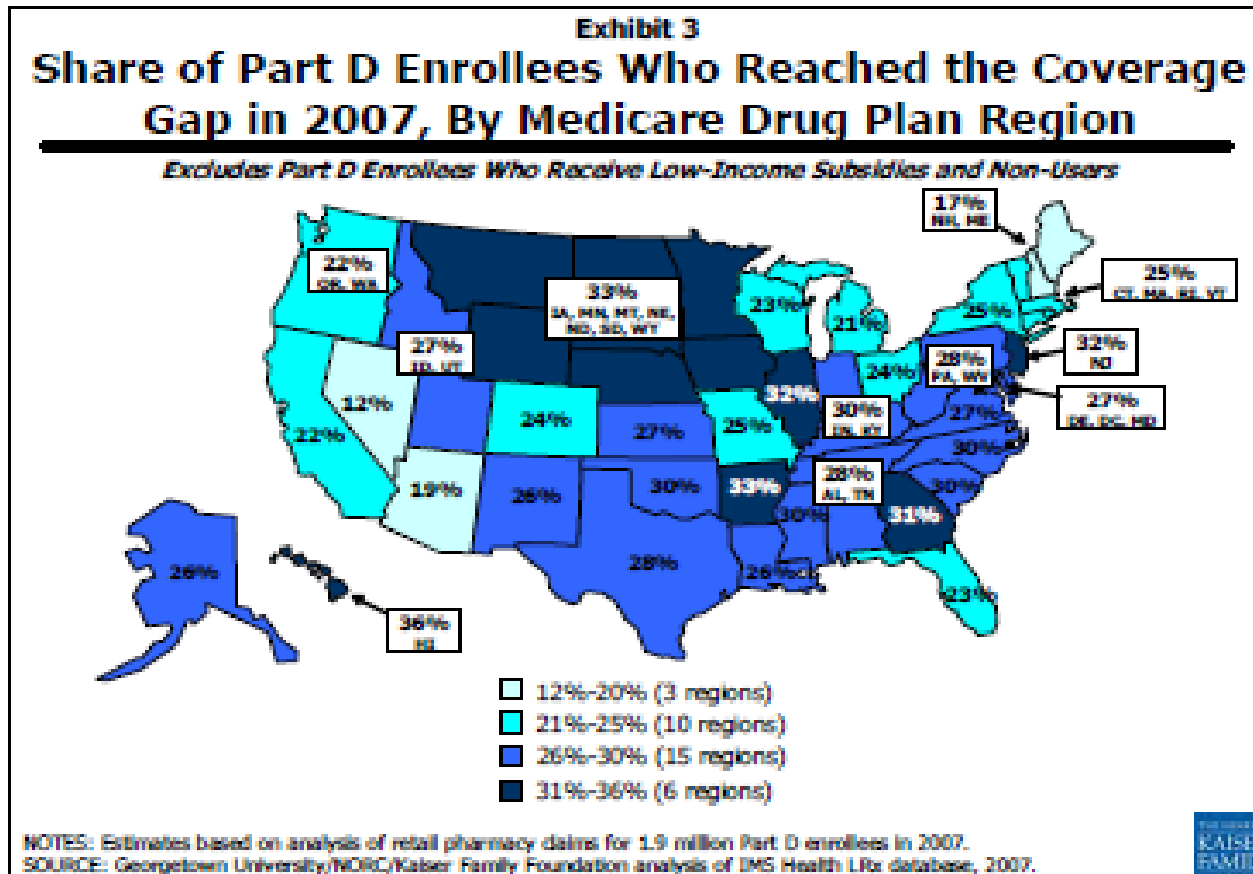 Exhibit 3
Share of Part D Enrollees Who Reached the Coverage
Gap in 2007, By Medicare Drug Plan Region
Excludes Part D Enrollees Who Receive Low-Income Subsidies and Non-Users
17%
NH, ME
22%
OR, WA
33%
IA, MN, MT, NE,
ND, SD, WY
23%
21%
25%
25%
CT, MA, RI, VT
27%
ID, UT
28%
PA, WV
32%
NJ
24%
27%
DE, DC, MD
12%
22%
24%
27%
25%
32%
30%
IN, KY
27%
30%
19%
26%
30%
33%
28%
AL, TN
30%
30%
31%
28%
26%
23%
26%
36%
HI
12%-20% (3 regions)
21%-25% (10 regions)
26%-30% (15 regions)
31%-36% (6 regions)
NOTES: Estimates based on analysis of retail pharmacy claims for 1.9 million Part D enrollees in 2007.
SOURCE: Georgetown University/NORC/Kaiser Family Foundation analysis of IMS Health LRx database, 2007.
KAISE
FAMIL